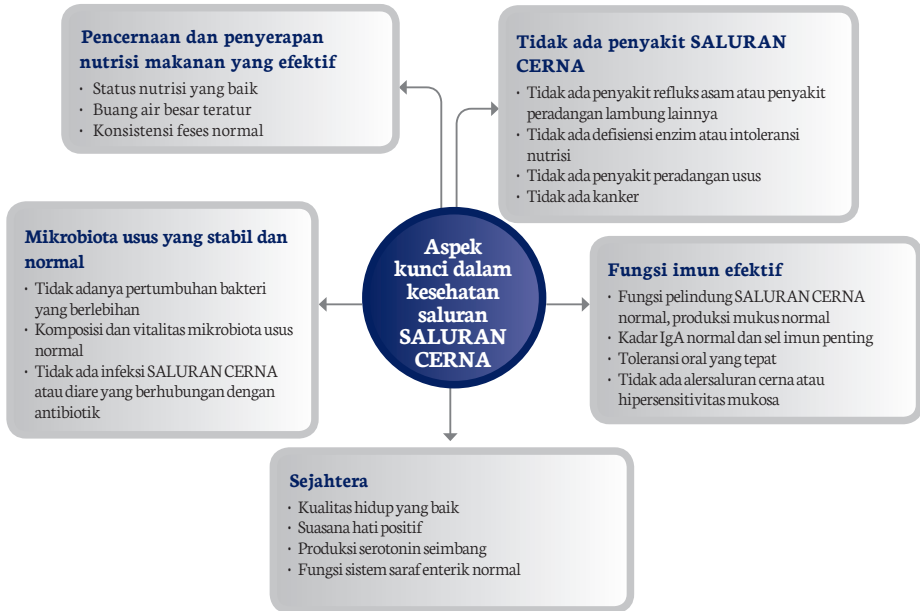 Pencernaan dan penyerapan
nutrisi makanan yang efektif
· Status nutrisi yang baik
· Buang air besar teratur
· Konsistensi feses normal
Tidak ada penyakit SALURAN
CERNA
· Tidak ada penyakit refluks asam atau penyakit
peradangan lambung lainnya
· Tidak ada defisiensi enzim atau intoleransi
nutrisi
· Tidak ada penyakit peradangan usus
· Tidak ada kanker
Mikrobiota usus yang stabil dan
normal
· Tidak adanya pertumbuhan bakteri
yang berlebihan
· Komposisi dan vitalitas mikrobiota usus
normal
· Tidak ada infeksi SALURAN CERNA
atau diare yang berhubungan dengan
antibiotik
Aspek
kunci dalam
kesehatan
saluran
SALURAN
CERNA
Fungsi imun efektif
· Fungsi pelindung SALURAN CERNA
normal, produksi mukus normal
· Kadar IgA normal dan sel imun penting
· Toleransi oral yang tepat
· Tidak ada alersaluran cerna atau
hipersensitivitas mukosa
Sejahtera
· Kualitas hidup yang baik
· Suasana hati positif
· Produksi serotonin seimbang
· Fungsi sistem saraf enterik normal